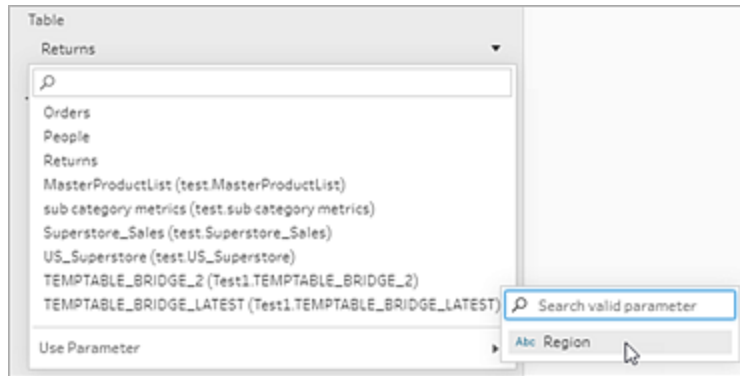 Table
Returns
Orders
People
Returns
MasterProductList (test.MasterProductList)
sub category metrics (test.sub category metrics)
Superstore_Sales (test.Superstore_Sales)
US_Superstore (test.US_Superstore)
TEMPTABLE_BRIDGE_2 (Test1.TEMPTABLE_BRIDGE_2)
TEMPTABLE_BRIDGE_LATEST (Test1.TEMPTABLE_BRIDGE_LATEST)
Search valid parameter
Use Parameter
Abc Region